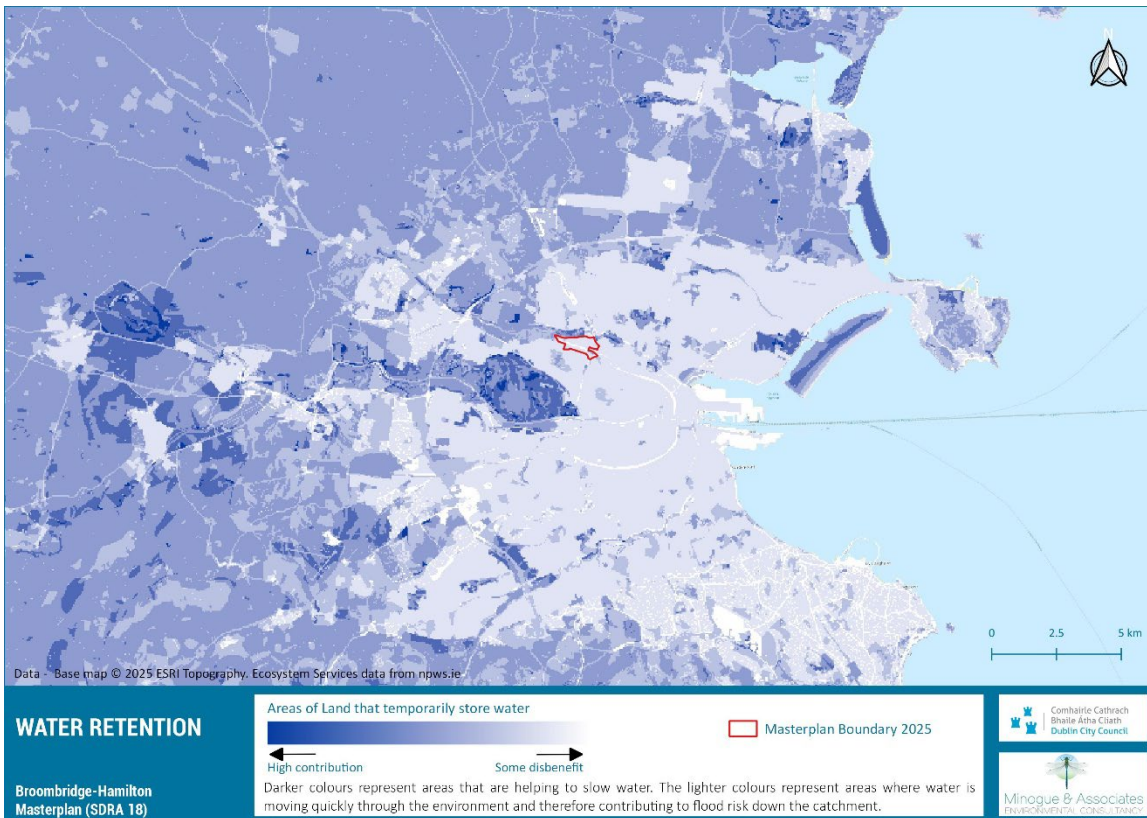 N
0 2.5 5 km
Data - Base map © 2025 ESRI Topography. Ecosystem Services data from npws.ie
WATER RETENTION
Broombridge-Hamilton
Masterplan (SDRA 18)
Areas of Land that temporarily store water
High contribution Some disbenefit
Masterplan Boundary 2025
Darker colours represent areas that are helping to slow water. The lighter colours represent areas where water is
moving quickly through the environment and therefore contributing to flood risk down the catchment.
Comhairle Cathrach
Bhaile Átha Cliath
Dublin City Council
Minogue & Associates
ENVIRONMENTAL CONSULTANCY